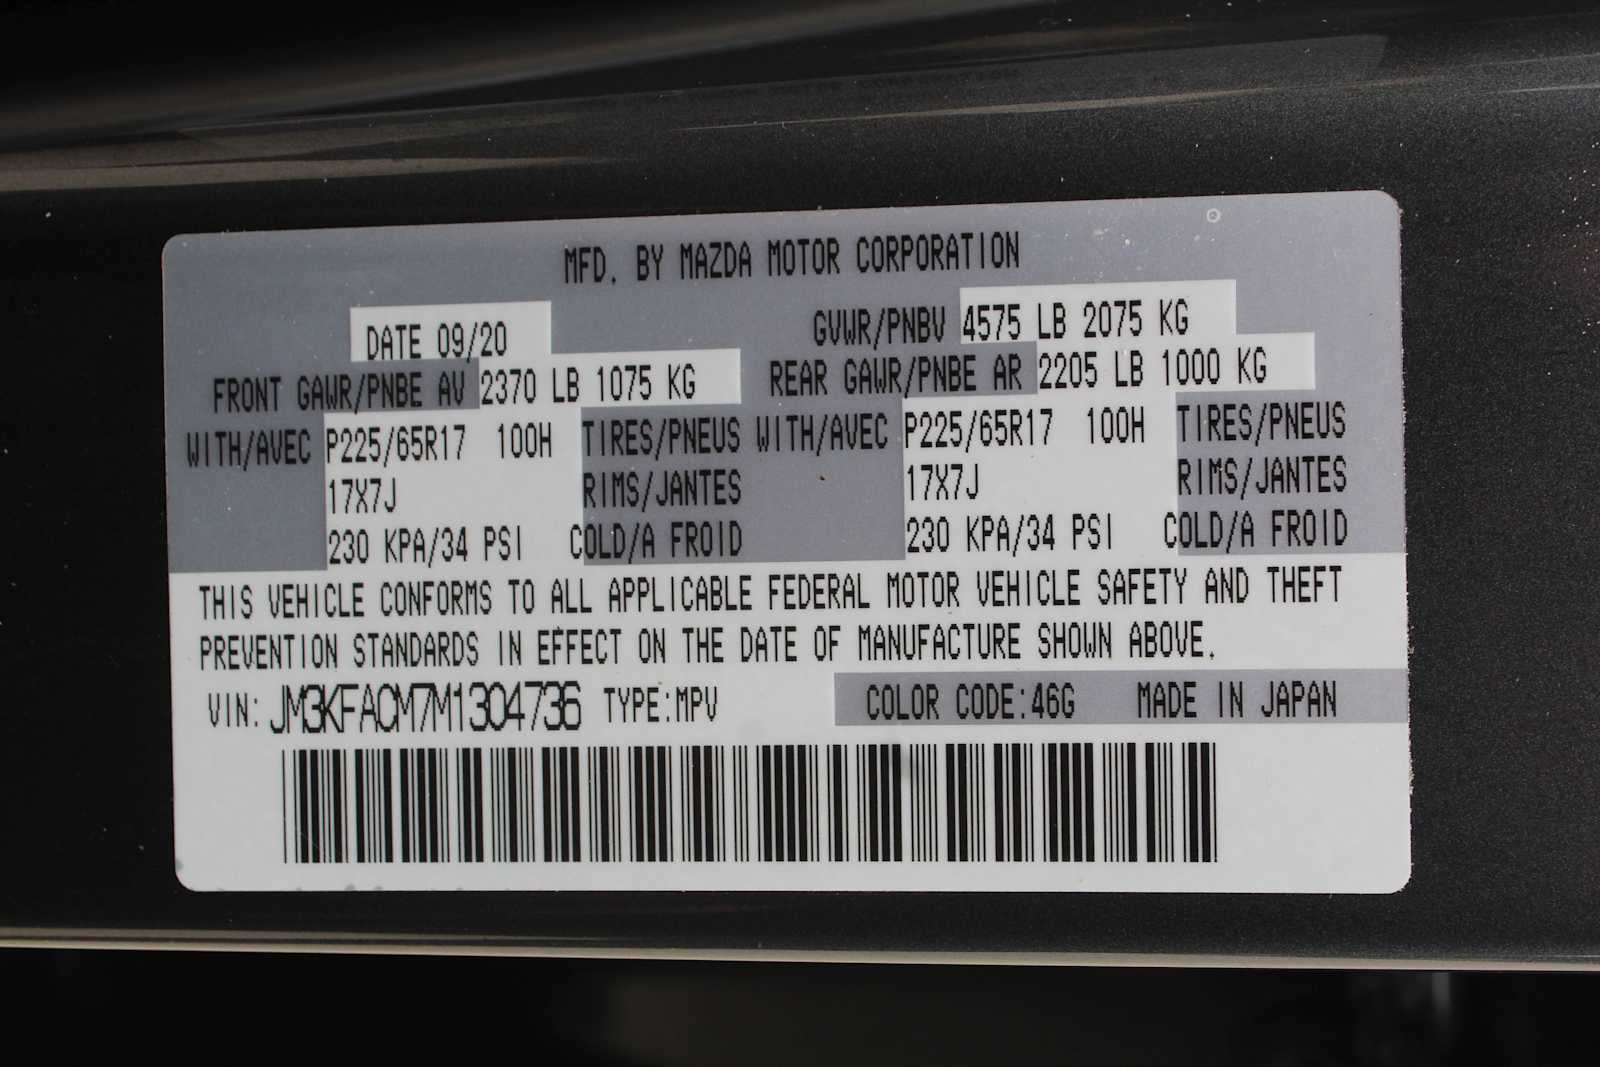 MFD. BY MAZDA MOTOR CORPORATION
DATE 09/20 GVWR/PNBV 4575 LB 2075 KG
FRONT GAWR/PNBE AV 2370 LB 1075 KG REAR GAWR/PNBE AR 2205 LB 1000 KG
WITH/AVEC P225/65R17 100H TIRES/PNEUS WITH/AVEC P225/65R17 100H TIRES/PNEUS
17X7J RIMS/JANTES 17X7J RIMS/JANTES
230 KPA/34 PSI COLD/A FROID 230 KPA/34 PSI COLD/A FROID
THIS VEHICLE CONFORMS TO ALL APPLICABLE FEDERAL MOTOR VEHICLE SAFETY AND THEFT
PREVENTION STANDARDS IN EFFECT ON THE DATE OF MANUFACTURE SHOWN ABOVE.
VIN: JM3KFACM7M1304736 TYPE:MPV COLOR CODE:46G MADE IN JAPAN